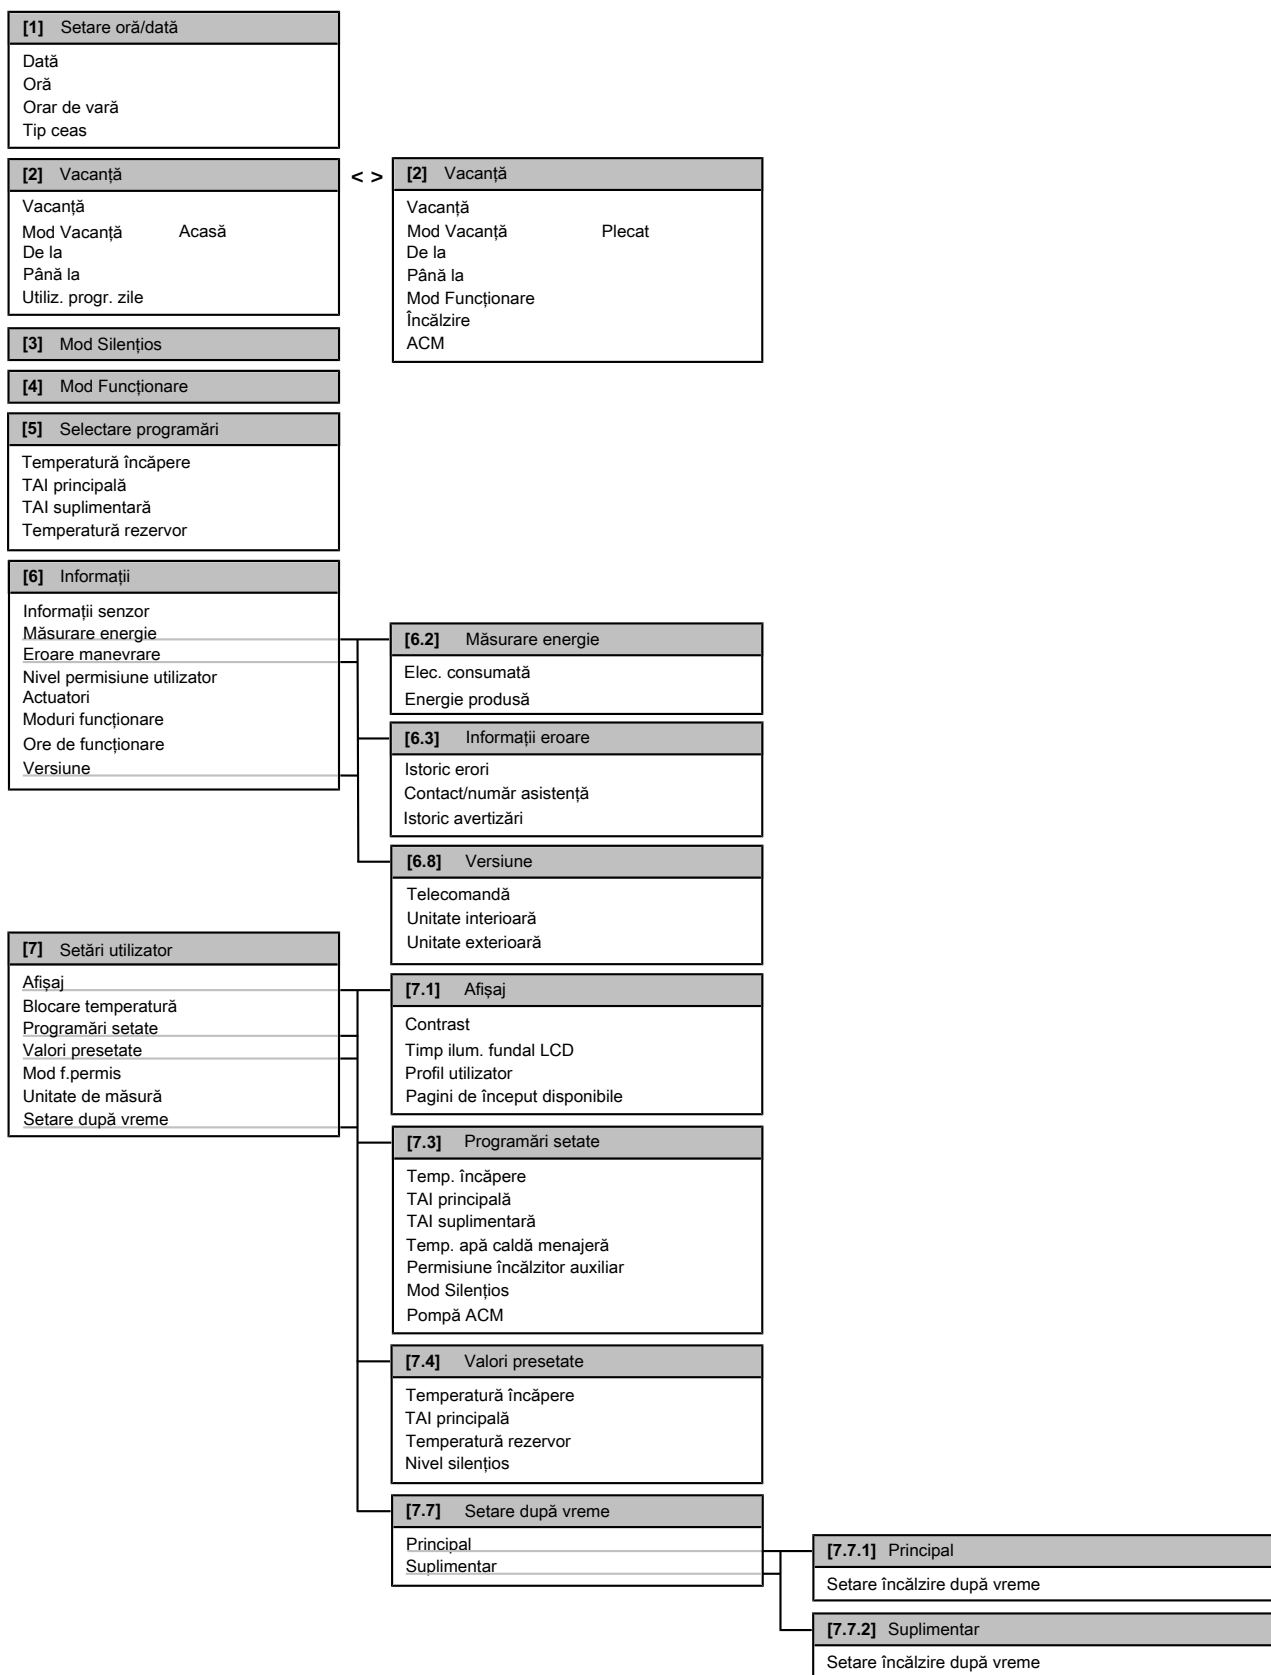 [1] Setare oră/dată
Dată
Oră
Orar de vară
Tip ceas
[2] Vacanță
Vacanță
Mod Vacanță Acasă
De la
Până la
Utiliz. progr. zile
< >
[2] Vacanță
Vacanță
Mod Vacanță Plecat
De la
Până la
Mod Funcționare
Încălzire
ACM
[3] Mod Silențios
[4] Mod Funcționare
[5] Selectare programări
Temperatură încăpere
TAI principală
TAI suplimentară
Temperatură rezervor
[6] Informații
Informații senzor
Măsurare energie
Eroare manevrare
Nivel permisiune utilizator
Actuatori
Moduri funcționare
Ore de funcționare
Versiune
[6.2] Măsurare energie
Elec. consumată
Energie produsă
[6.3] Informații eroare
Istoric erori
Contact/număr asistență
Istoric avertizări
[6.8] Versiune
Telecomandă
Unitate interioară
Unitate exterioară
[7] Setări utilizator
Afișaj
Blocare temperatură
Programări setate
Valori presetate
Mod f.permis
Unitate de măsură
Setare după vreme
[7.1] Afișaj
Contrast
Timp ilum. fundal LCD
Profil utilizator
Pagini de început disponibile
[7.3] Programări setate
Temp. încăpere
TAI principală
TAI suplimentară
Temp. apă caldă menajeră
Permisiune încălzitor auxiliar
Mod Silențios
Pompă ACM
[7.4] Valori presetate
Temperatură încăpere
TAI principală
Temperatură rezervor
Nivel silențios
[7.7] Setare după vreme
Principal
Suplimentar
[7.7.1] Principal
Setare încălzire după vreme
[7.7.2] Suplimentar
Setare încălzire după vreme